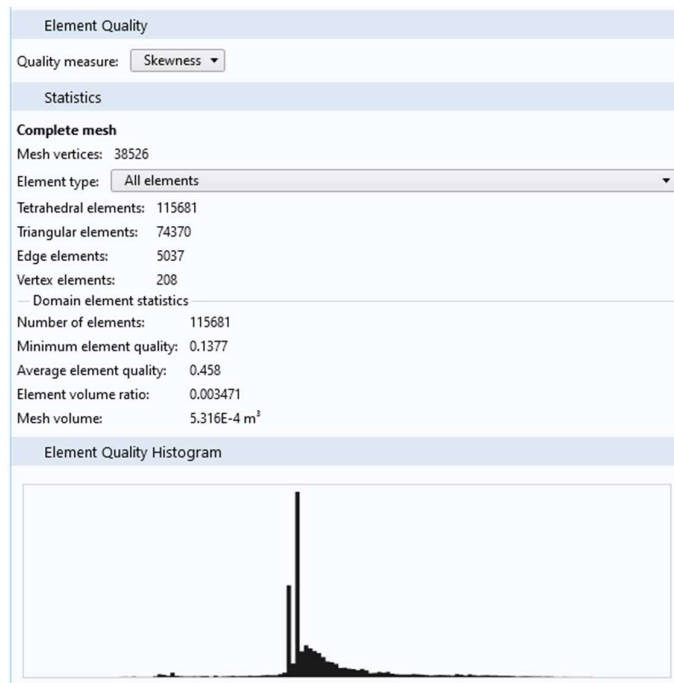 Element Quality
Quality measure: Skewness
Statistics
Complete mesh
Mesh vertices: 38526
Element type: All elements
Tetrahedral elements: 115681
Triangular elements: 74370
Edge elements: 5037
Vertex elements: 208
Domain element statistics
Number of elements: 115681
Minimum element quality: 0.1377
Average element quality: 0.458
Element volume ratio: 0.003471
Mesh volume: 5.316E-4 m³
Element Quality Histogram